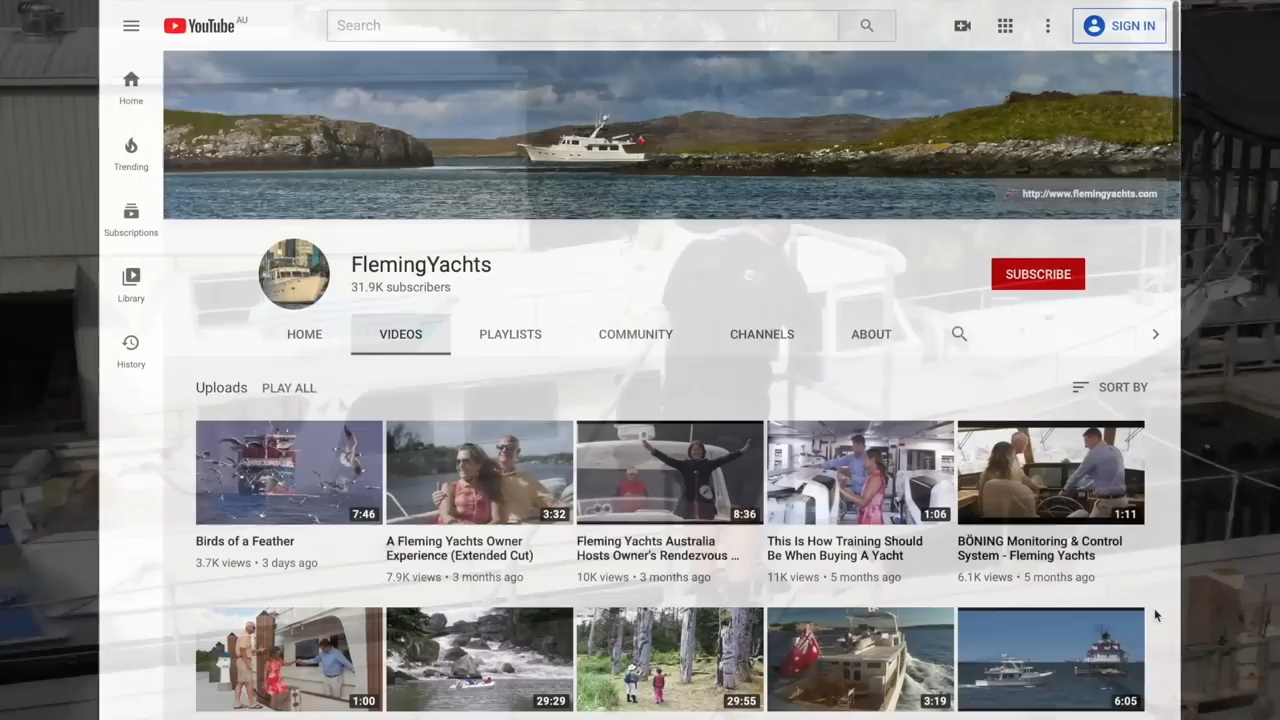 YouTube AU
Search
SIGN IN
Home
Trending
Subscriptions
Library
History
http://www.flemingyachts.com
FlemingYachts
31.9K subscribers
SUBSCRIBE
HOME VIDEOS PLAYLISTS COMMUNITY CHANNELS ABOUT
Uploads PLAY ALL SORT BY
7:46 3:32 8:36 1:06 1:11
Birds of a Feather
3.7K views • 3 days ago
A Fleming Yachts Owner
Experience (Extended Cut)
7.9K views • 3 months ago
Fleming Yachts Australia
Hosts Owner's Rendezvous ...
10K views • 3 months ago
This Is How Training Should
Be When Buying A Yacht
11K views • 5 months ago
BÖNING Monitoring & Control
System - Fleming Yachts
6.1K views • 5 months ago
1:00 29:29 29:55 3:19 6:05